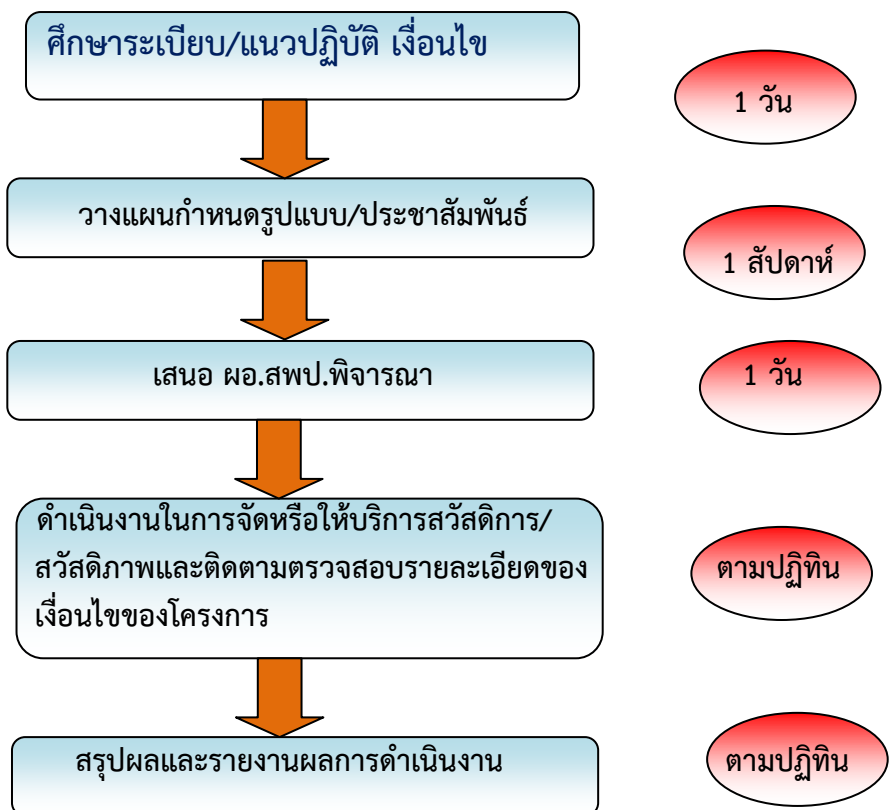 ศึกษาระเบียบ/แนวปฏิบัติ เงื่อนไข
1 วัน
วางแผนกำหนดรูปแบบ/ประชาสัมพันธ์
1 สัปดาห์
เสนอ ผอ.สพป.พิจารณา
1 วัน
ดำเนินงานในการจัดหรือให้บริการสวัสดิการ/
สวัสดิภาพและติดตามตรวจสอบรายละเอียดของ
เงื่อนไขของโครงการ
ตามปฏิทิน
สรุปผลและรายงานผลการดำเนินงาน
ตามปฏิทิน